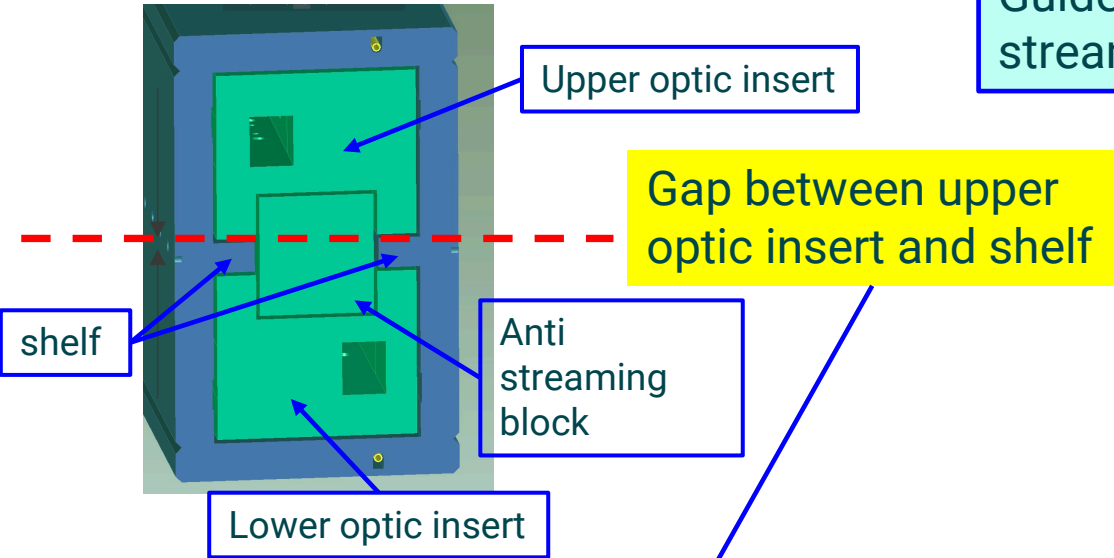 Upper optic insert
Gap between upper
optic insert and shelf
shelf
Anti
streaming
block
Lower optic insert